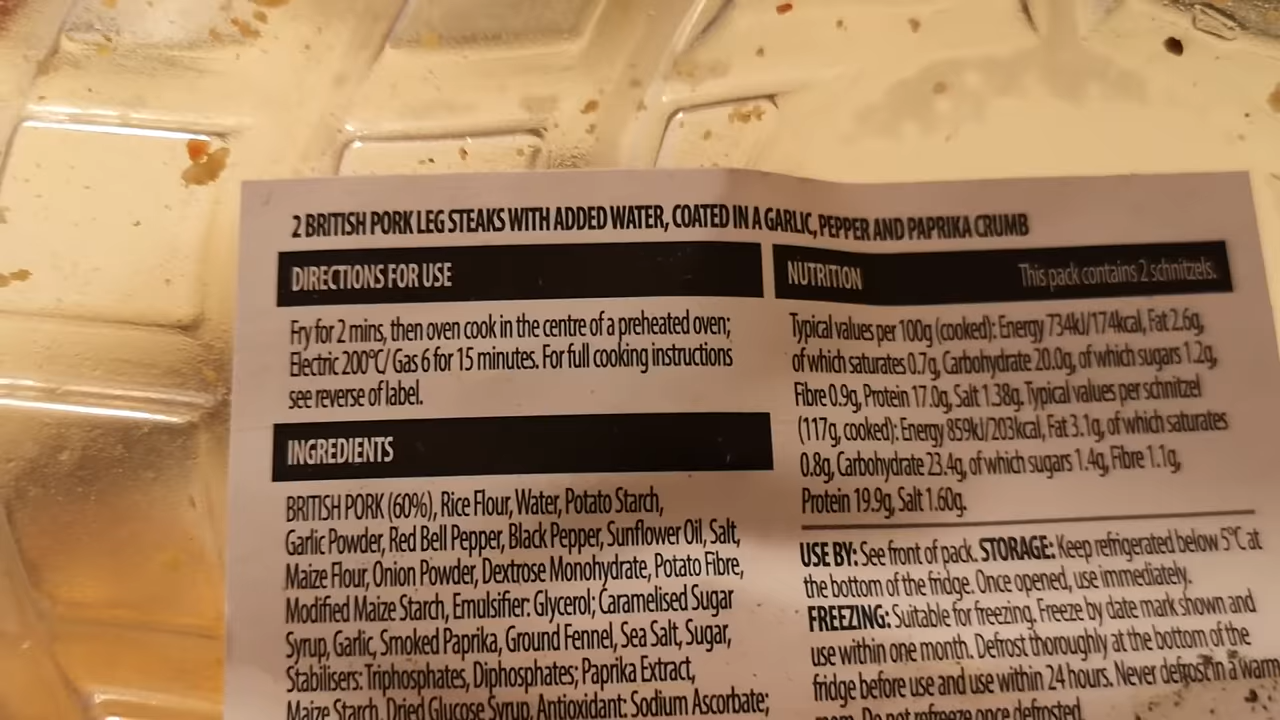 2 BRITISH PORK LEG STEAKS WITH ADDED WATER, COATED IN A GARLIC, PEPPER AND PAPRIKA CRUMB
DIRECTIONS FOR USE
Fry for 2 mins, then oven cook in the centre of a preheated oven;
Electric 200°C/ Gas 6 for 15 minutes. For full cooking instructions
see reverse of label.
INGREDIENTS
BRITISH PORK (60%), Rice Flour, Water, Potato Starch,
Garlic Powder, Red Bell Pepper, Black Pepper, Sunflower Oil, Salt,
Maize Flour, Onion Powder, Dextrose Monohydrate, Potato Fibre,
Modified Maize Starch, Emulsifier: Glycerol; Caramelised Sugar
Syrup, Garlic, Smoked Paprika, Ground Fennel, Sea Salt, Sugar,
Stabilisers: Triphosphates, Diphosphates; Paprika Extract,
Maize Starch, Dried Glucose Syrup, Antioxidant: Sodium Ascorbate;
NUTRITION This pack contains 2 schnitzels.
Typical values per 100g (cooked): Energy 734kJ/174kcal, Fat 2.6g,
of which saturates 0.7g, Carbohydrate 20.0g, of which sugars 1.2g,
Fibre 0.9g, Protein 17.0g, Salt 1.38g. Typical values per schnitzel
(117g, cooked): Energy 859kJ/203kcal, Fat 3.1g, of which saturates
0.8g, Carbohydrate 23.4g, of which sugars 1.4g, Fibre 1.1g,
Protein 19.9g, Salt 1.60g.
USE BY: See front of pack. STORAGE: Keep refrigerated below 5°C at
the bottom of the fridge. Once opened, use immediately.
FREEZING: Suitable for freezing. Freeze by date mark shown and
use within one month. Defrost thoroughly at the bottom of the
fridge before use and use within 24 hours. Never defrost in a warm
room. Do not refreeze once defrosted.